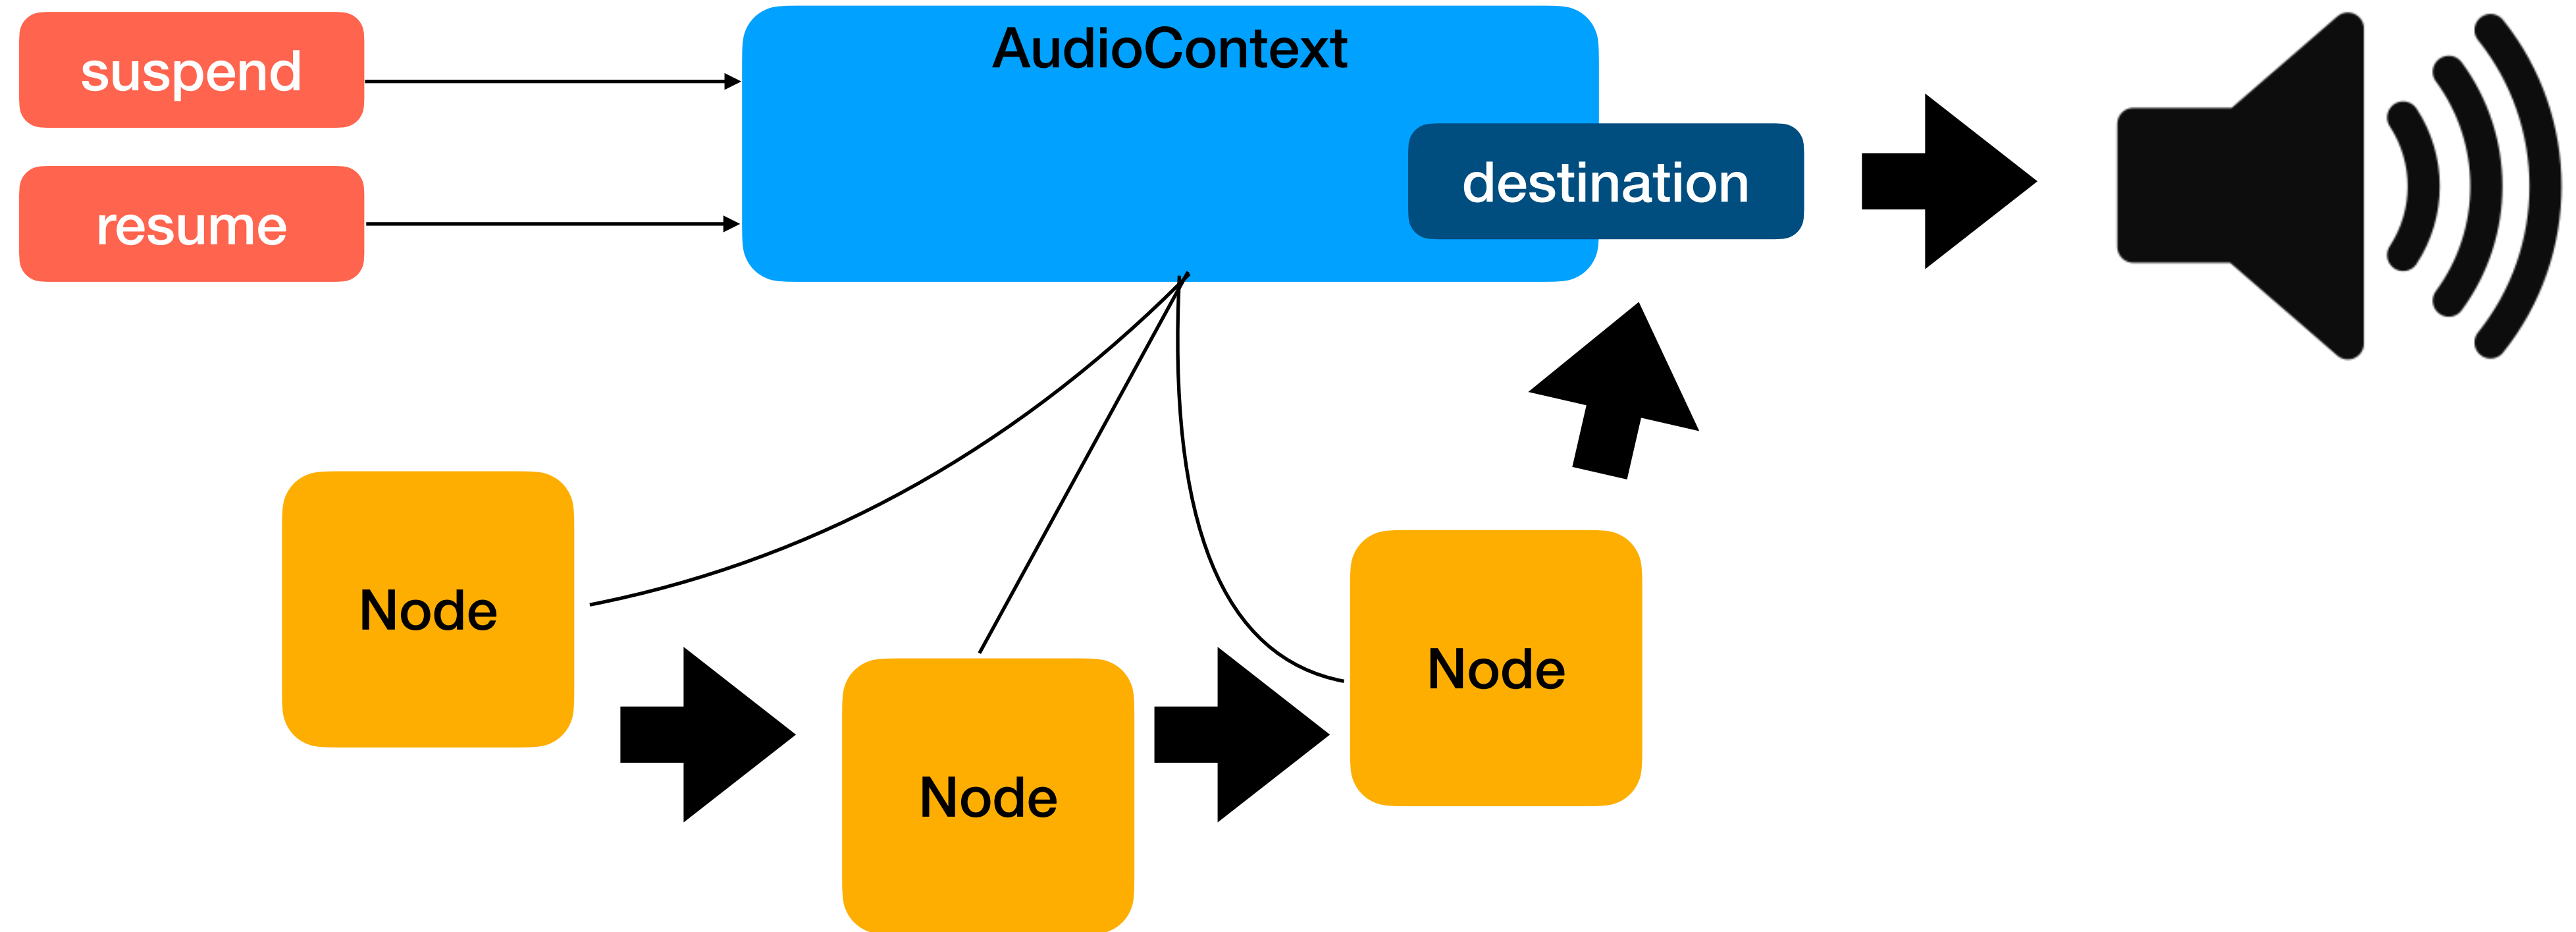 suspend
resume
AudioContext
destination
Node
Node
Node